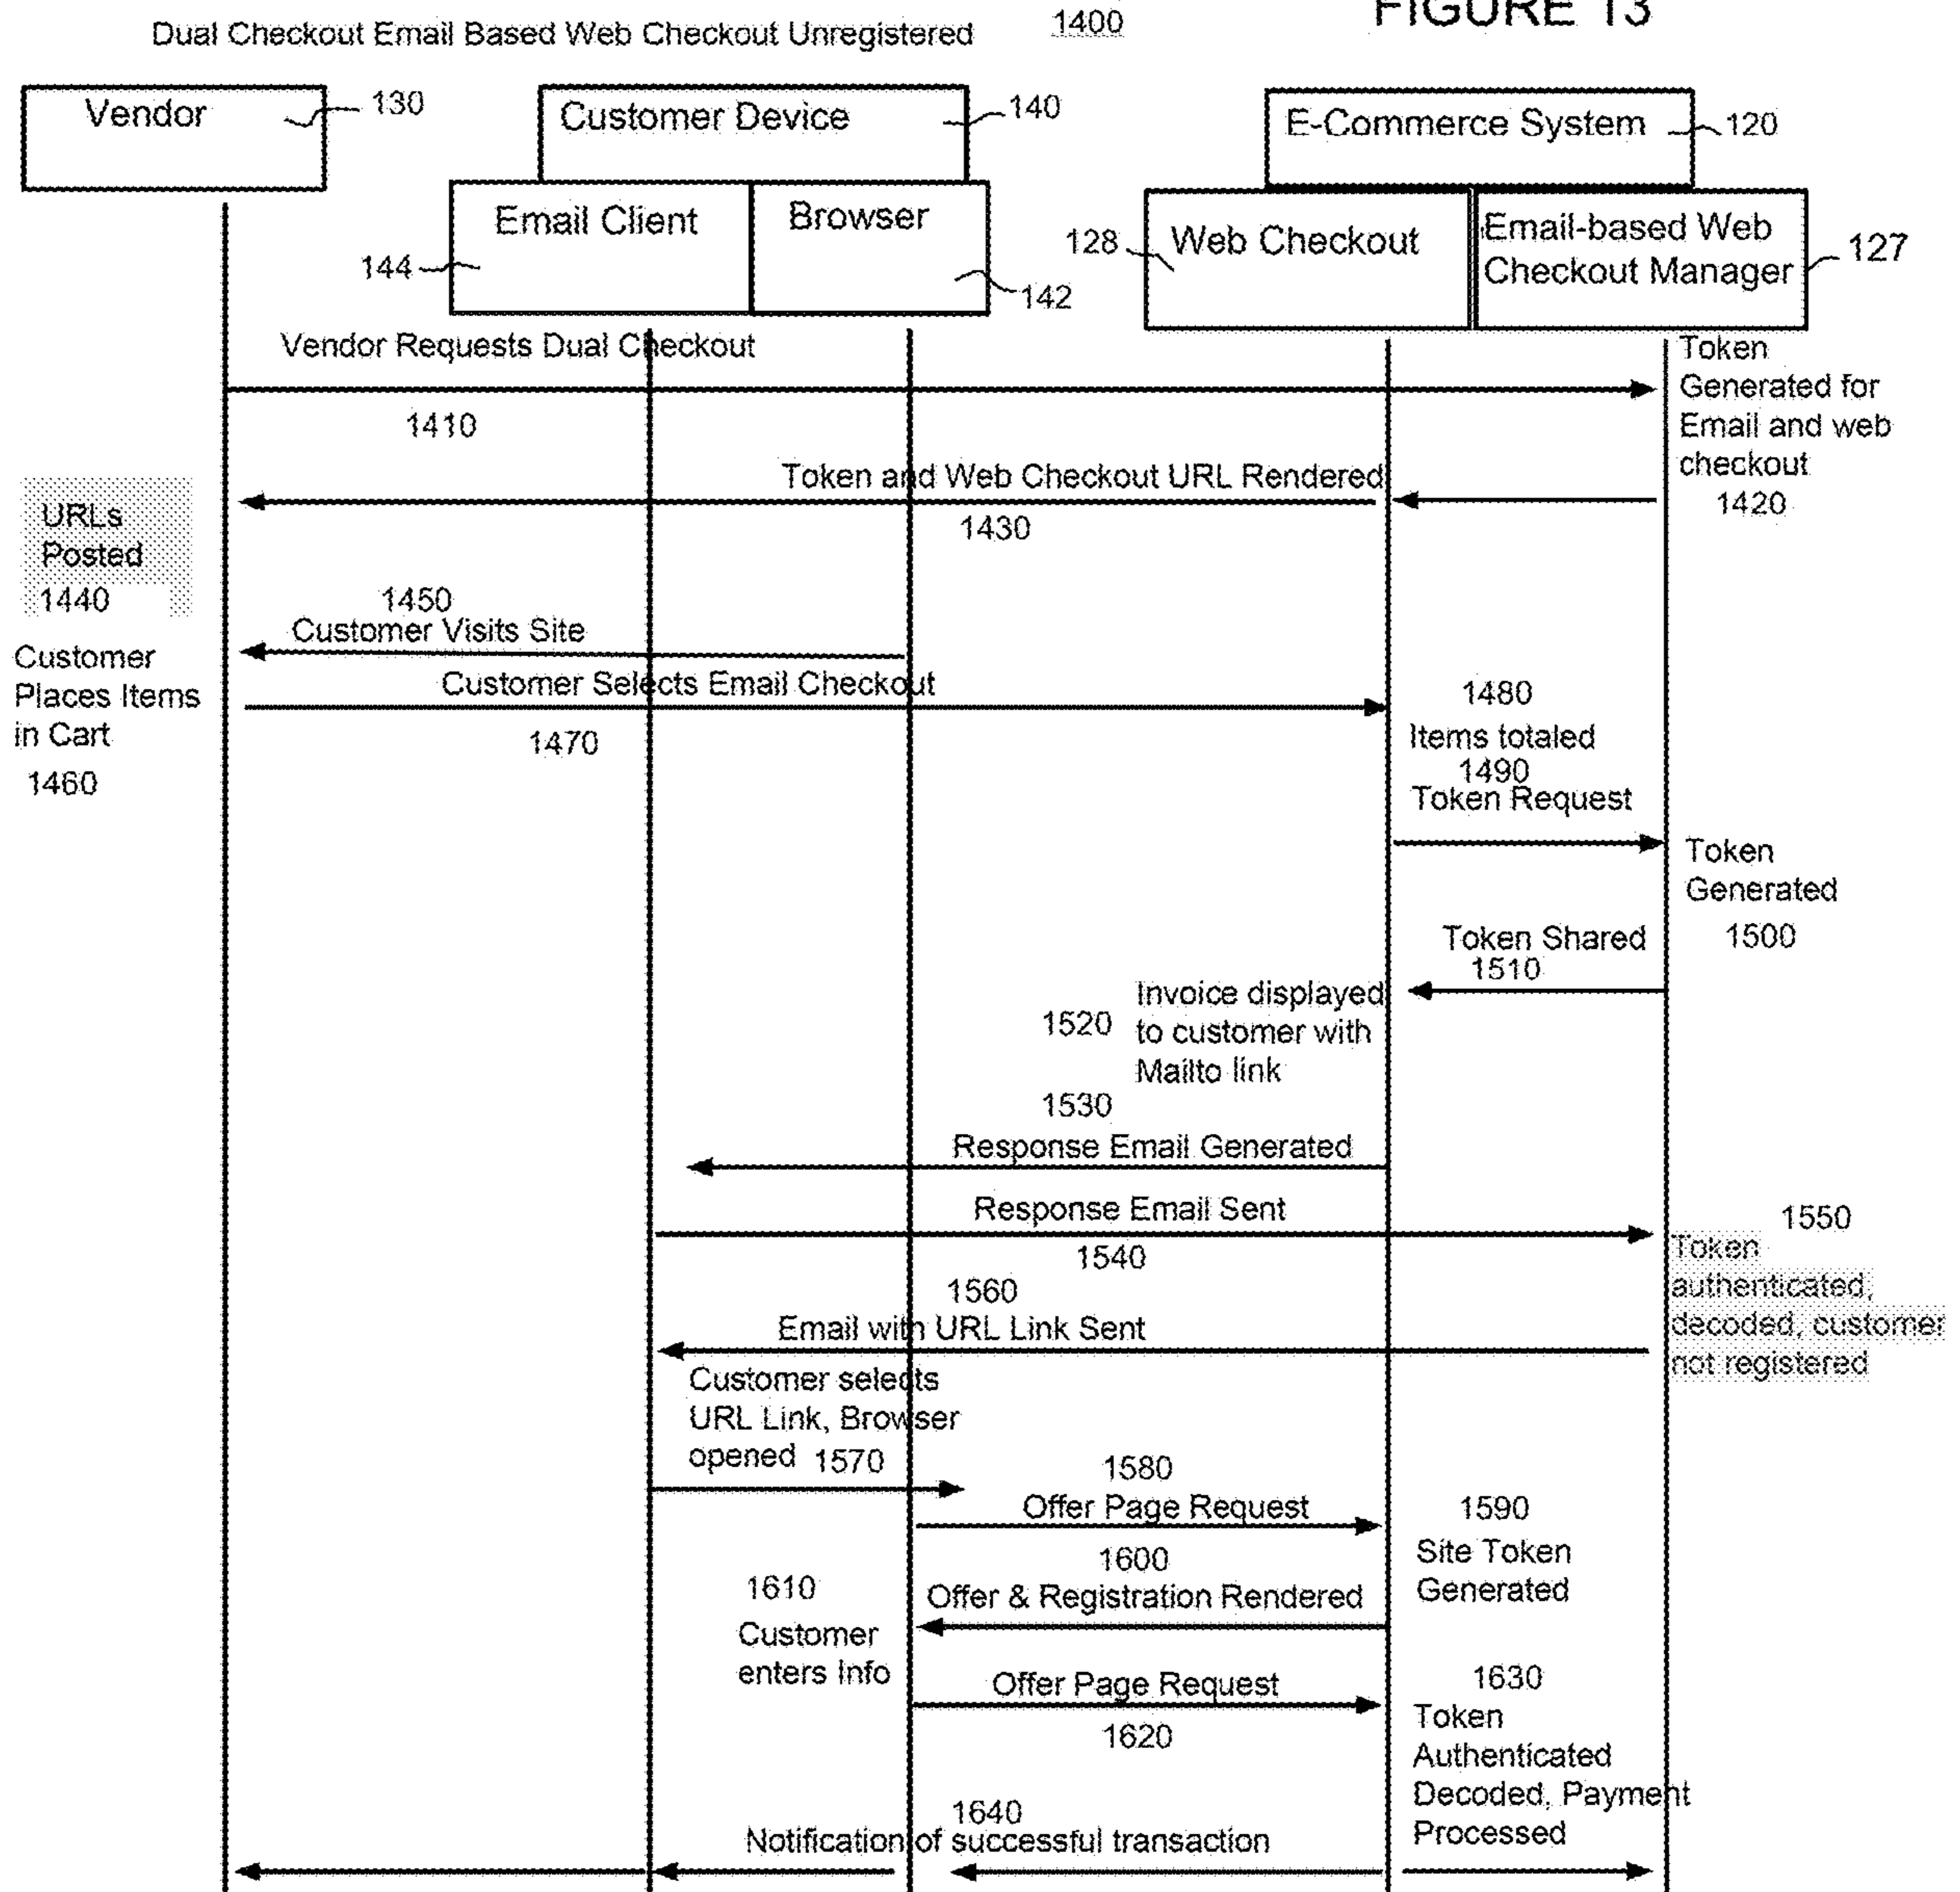 FIGURE 13
Dual Checkout Email Based Web Checkout Unregistered
1400
Vendor
130
Customer Device
140
E-Commerce System
120
Email Client
144
Browser
142
128
Web Checkout
Email-based Web
Checkout Manager
127
Vendor Requests Dual Checkout
1410
Token
Generated for
Email and web
checkout
1420
Token and Web Checkout URL Rendered
1430
URLs
Posted
1440
1450
Customer Visits Site
Customer
Places Items
in Cart
1460
Customer Selects Email Checkout
1470
1480
Items totaled
1490
Token Request
Token
Generated
1500
Token Shared
1510
1520
Invoice displayed
to customer with
Mailto link
1530
Response Email Generated
Response Email Sent
1540
1550
Token
authenticated,
decoded, customer
not registered
1560
Email with URL Link Sent
Customer selects
URL Link, Browser
opened 1570
1580
Offer Page Request
1590
Site Token
Generated
1600
Offer & Registration Rendered
1610
Customer
enters Info
Offer Page Request
1620
1630
Token
Authenticated
Decoded, Payment
Processed
1640
Notification of successful transaction